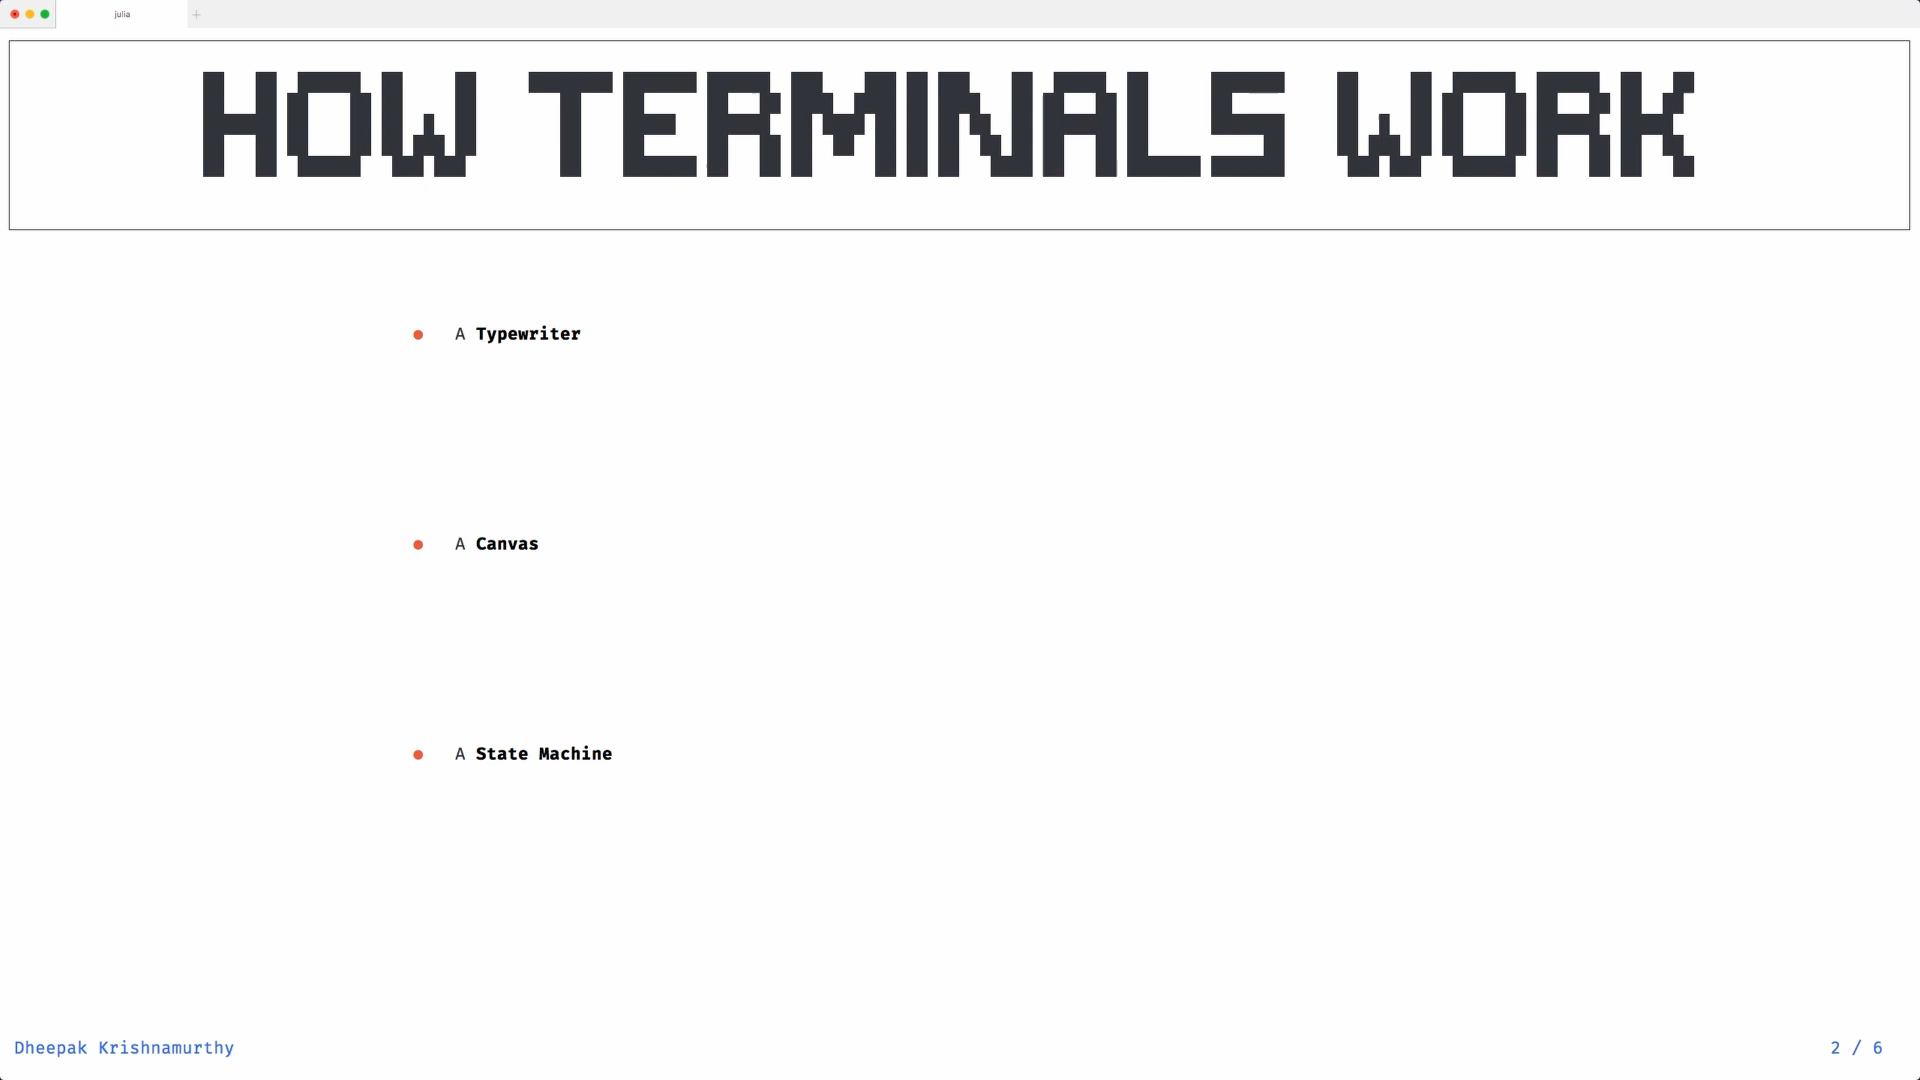 julia
+
HOW TERMINALS WORK
● A Typewriter
● A Canvas
● A State Machine
Dheepak Krishnamurthy
2 / 6